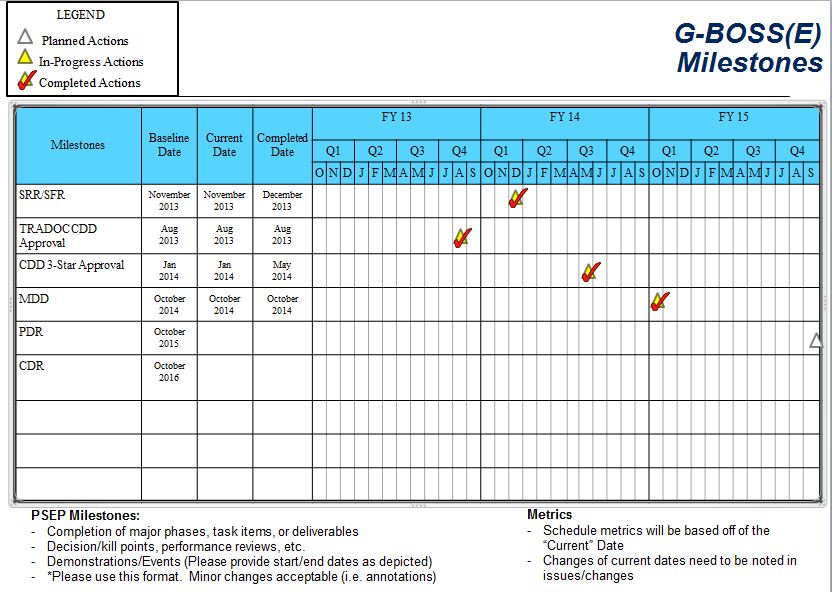 LEGEND
Planned Actions
In-Progress Actions
Completed Actions
G-BOSS(E)
Milestones
Milestones
Baseline
Date
Current
Date
Completed
Date
FY 13
FY 14
FY 15
Q1 Q2 Q3 Q4 Q1 Q2 Q3 Q4 Q1 Q2 Q3 Q4
O N D J F M A M J J A S O N D J F M A M J J A S O N D J F M A M J J A S
SRR/SFR
November
2013
November
2013
December
2013
TRADOC CDD
Approval
Aug
2013
Aug
2013
Aug
2013
CDD 3-Star Approval
Jan
2014
Jan
2014
May
2014
MDD
October
2014
October
2014
October
2014
PDR
October
2015
CDR
October
2016
PSEP Milestones:
- Completion of major phases, task items, or deliverables
- Decision/kill points, performance reviews, etc.
- Demonstrations/Events (Please provide start/end dates as depicted)
- *Please use this format. Minor changes acceptable (i.e. annotations)
Metrics
- Schedule metrics will be based off of the
“Current” Date
- Changes of current dates need to be noted in
issues/changes